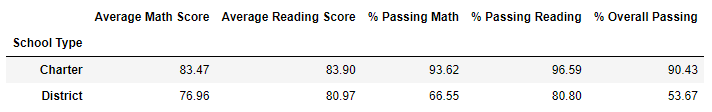 Average Math Score Average Reading Score % Passing Math % Passing Reading % Overall Passing
School Type
Charter 83.47 83.90 93.62 96.59 90.43
District 76.96 80.97 66.55 80.80 53.67